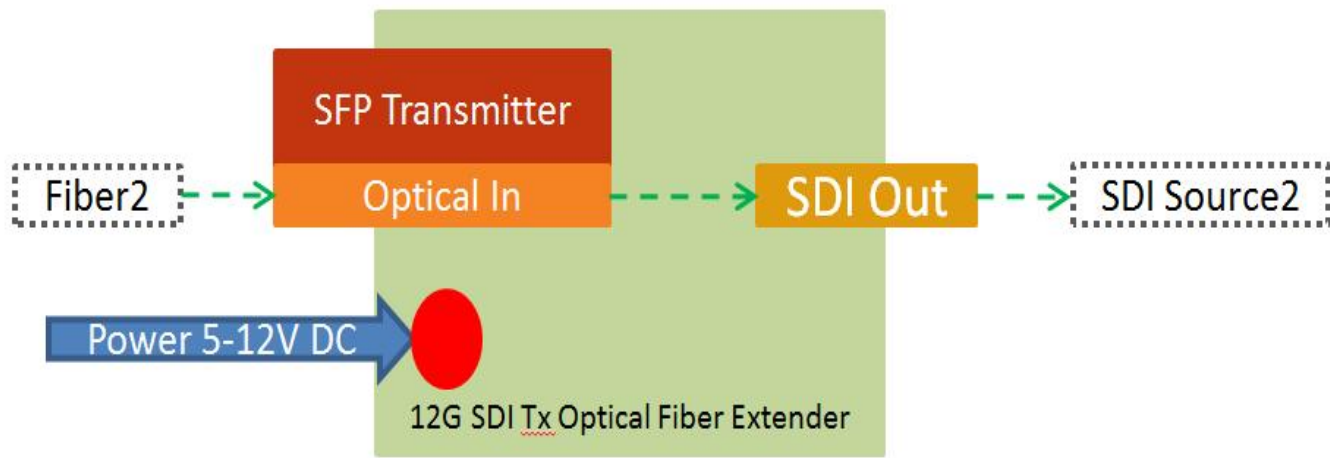 SFP Transmitter
Fiber2
Optical In
SDI Out
SDI Source2
Power 5-12V DC
12G SDI Tx Optical Fiber Extender